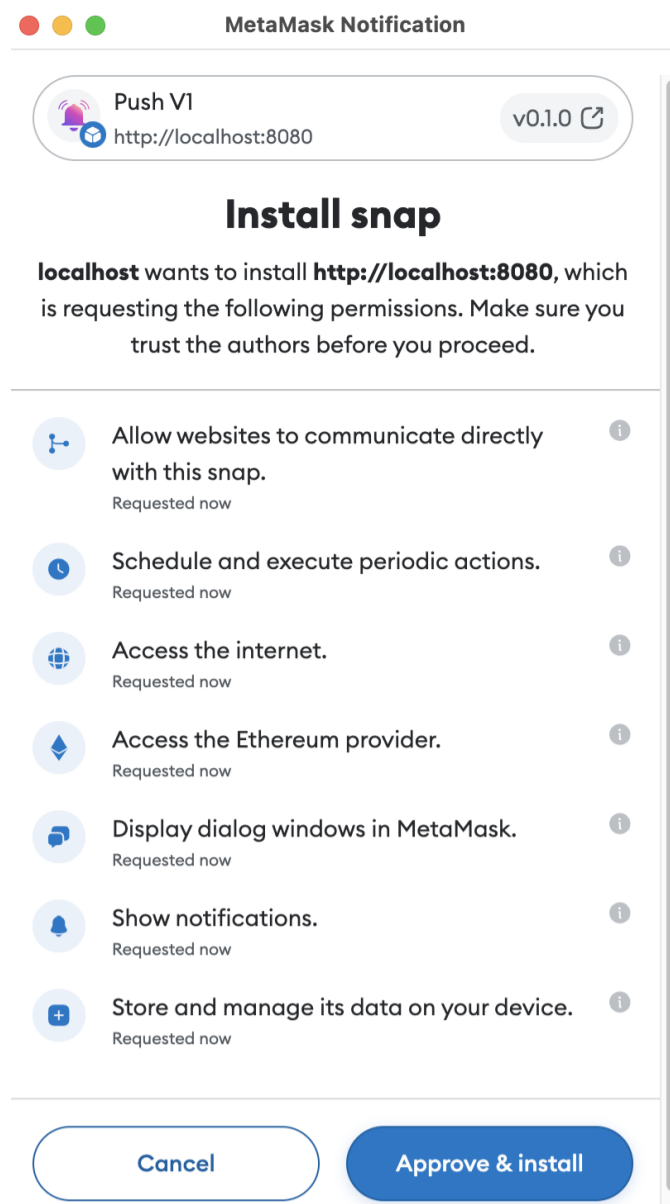 MetaMask Notification
Push V1
http://localhost:8080
v0.1.0
Install snap
localhost wants to install http://localhost:8080, which
is requesting the following permissions. Make sure you
trust the authors before you proceed.
Allow websites to communicate directly
with this snap.
Requested now
Schedule and execute periodic actions.
Requested now
Access the internet.
Requested now
Access the Ethereum provider.
Requested now
Display dialog windows in MetaMask.
Requested now
Show notifications.
Requested now
Store and manage its data on your device.
Requested now
Cancel
Approve & install